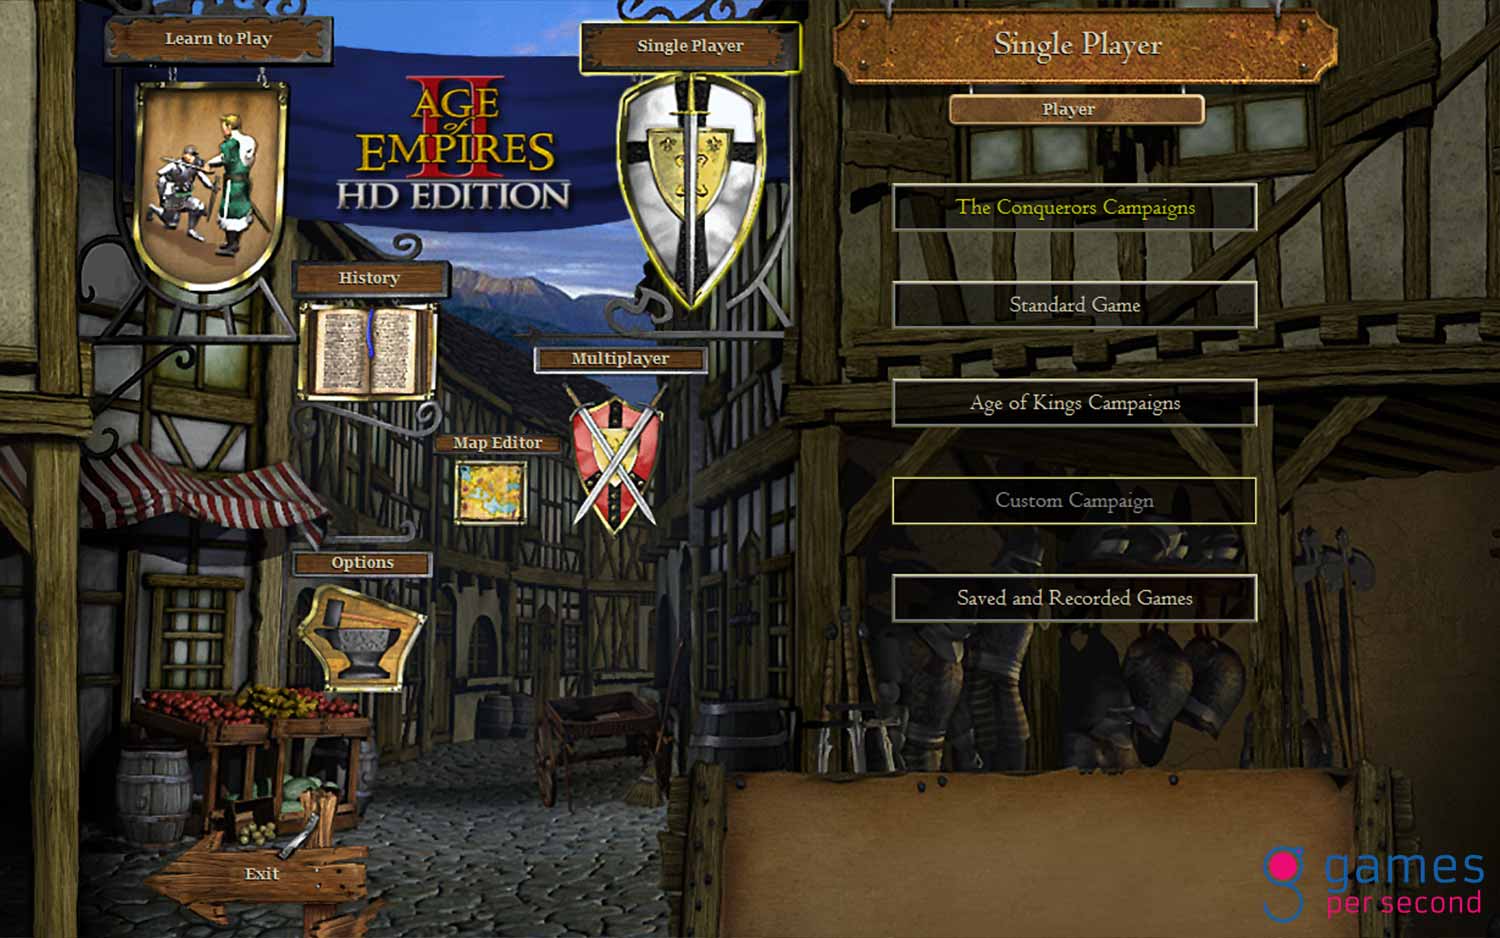 Learn to Play
Single Player
AGE
of
EMPIRES
II
HD EDITION
History
Multiplayer
Map Editor
Options
Exit
Single Player
Player
The Conquerors Campaigns
Standard Game
Age of Kings Campaigns
Custom Campaign
Saved and Recorded Games
games
per second